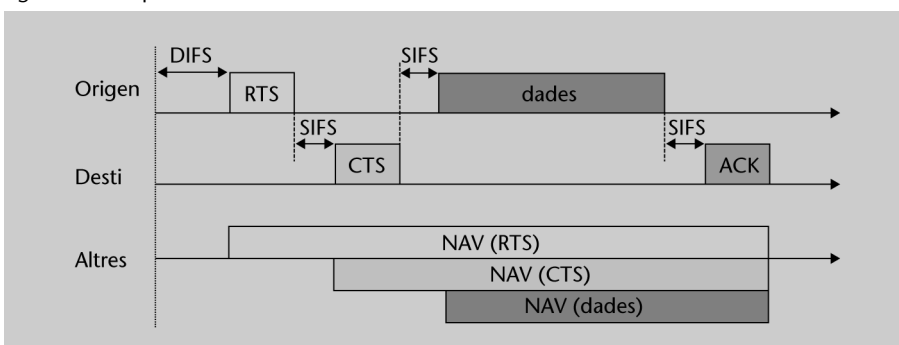 DIFS
SIFS
Origen
RTS
dades
SIFS
SIFS
Desti
CTS
ACK
NAV (RTS)
Altres
NAV (CTS)
NAV (dades)